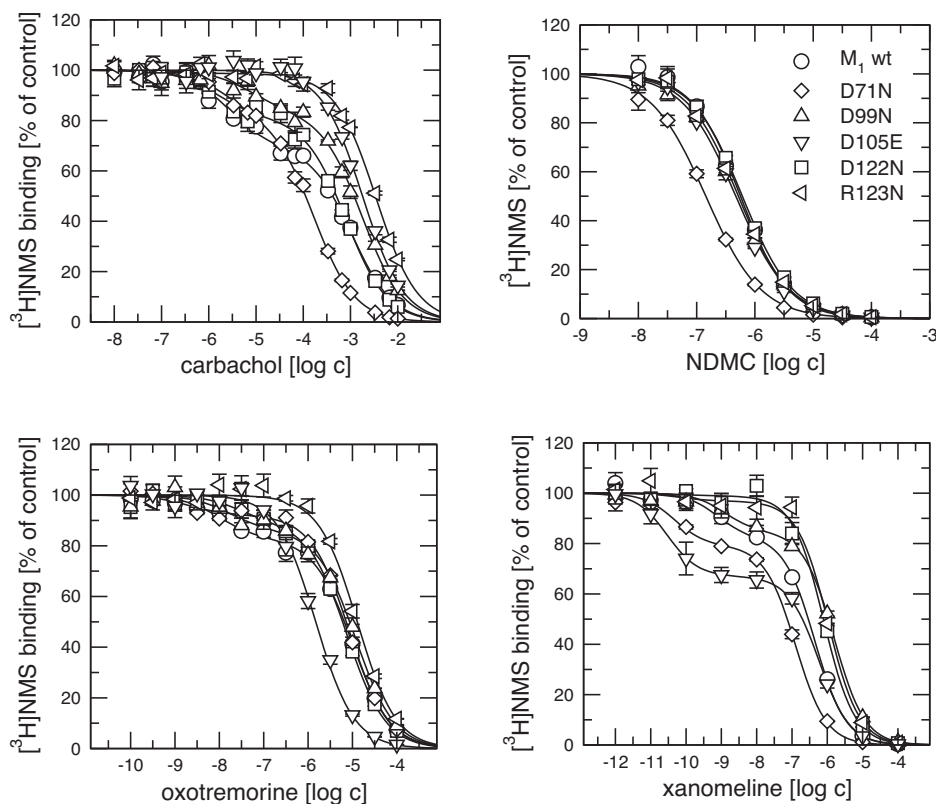 [³H]NMS binding [% of control]
120
100
80
60
40
20
0
-8 -7 -6 -5 -4 -3 -2
carbachol [log c]
[³H]NMS [% of control]
120
100
80
60
40
20
0
-9 -8 -7 -6 -5 -4 -3
NDMC [log c]
M₁ wt
D71N
D99N
D105E
D122N
R123N
[³H]NMS binding [% of control]
120
100
80
60
40
20
0
-10 -9 -8 -7 -6 -5 -4
oxotremorine [log c]
[³H]NMS binding [% of control]
120
100
80
60
40
20
0
-12 -11 -10 -9 -8 -7 -6 -5 -4
xanomeline [log c]